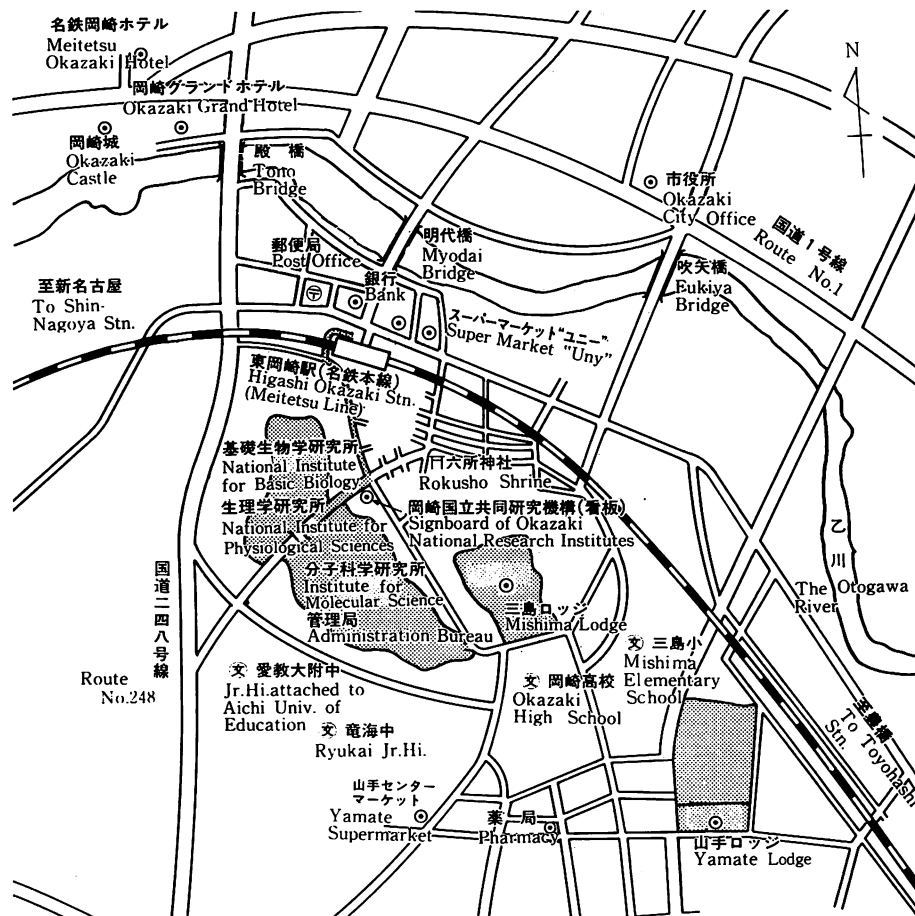 名鉄岡崎ホテル
Meitetsu
Okazaki Hotel
岡崎グランドホテル
Okazaki Grand Hotel
N
岡崎城
Okazaki
Castle
殿橋
Tono
Bridge
市役所
Okazaki
City Office
国道1号線
Route No.1
郵便局
Post Office
明代橋
Myodai
Bridge
銀行
Bank
吹矢橋
Eukiya
Bridge
至新名古屋
To Shin-
Nagoya Stn.
〒
スーパーマーケット“ユニー”
Super Market “Uny”
東岡崎駅(名鉄本線)
Higashi Okazaki Stn.
(Meitetsu Line)
基礎生物学研究所
National Institute
for Basic Biology
六所神社
Rokusho Shrine
生理学研究所
National Institute for
Physiological Sciences
岡崎国立共同研究機構(看板)
Signboard of Okazaki
National Research Institutes
乙川
The Otogawa
River
分子科学研究所
Institute for
Molecular Science
管理局
Administration Bureau
三島ロッジ
Mishima Lodge
国道二四八号線
Route
No.248
文 愛教大附中
Jr.Hi.attached to
Aichi Univ. of
Education
文 岡崎高校
Okazaki
High School
文 三島小
Mishima
Elementary
School
文 竜海中
Ryukai Jr.Hi.
至豊橋
To Toyohashi
Stn.
山手センター
マーケット
Yamate
Supermarket
薬局
Pharmacy
山手ロッジ
Yamate Lodge